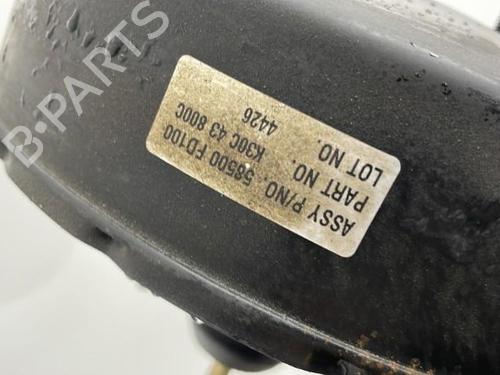 ASSY P/NO. 58500 FD100
PART NO. K30C 43 800C
LOT NO. 4426
B-PARTS